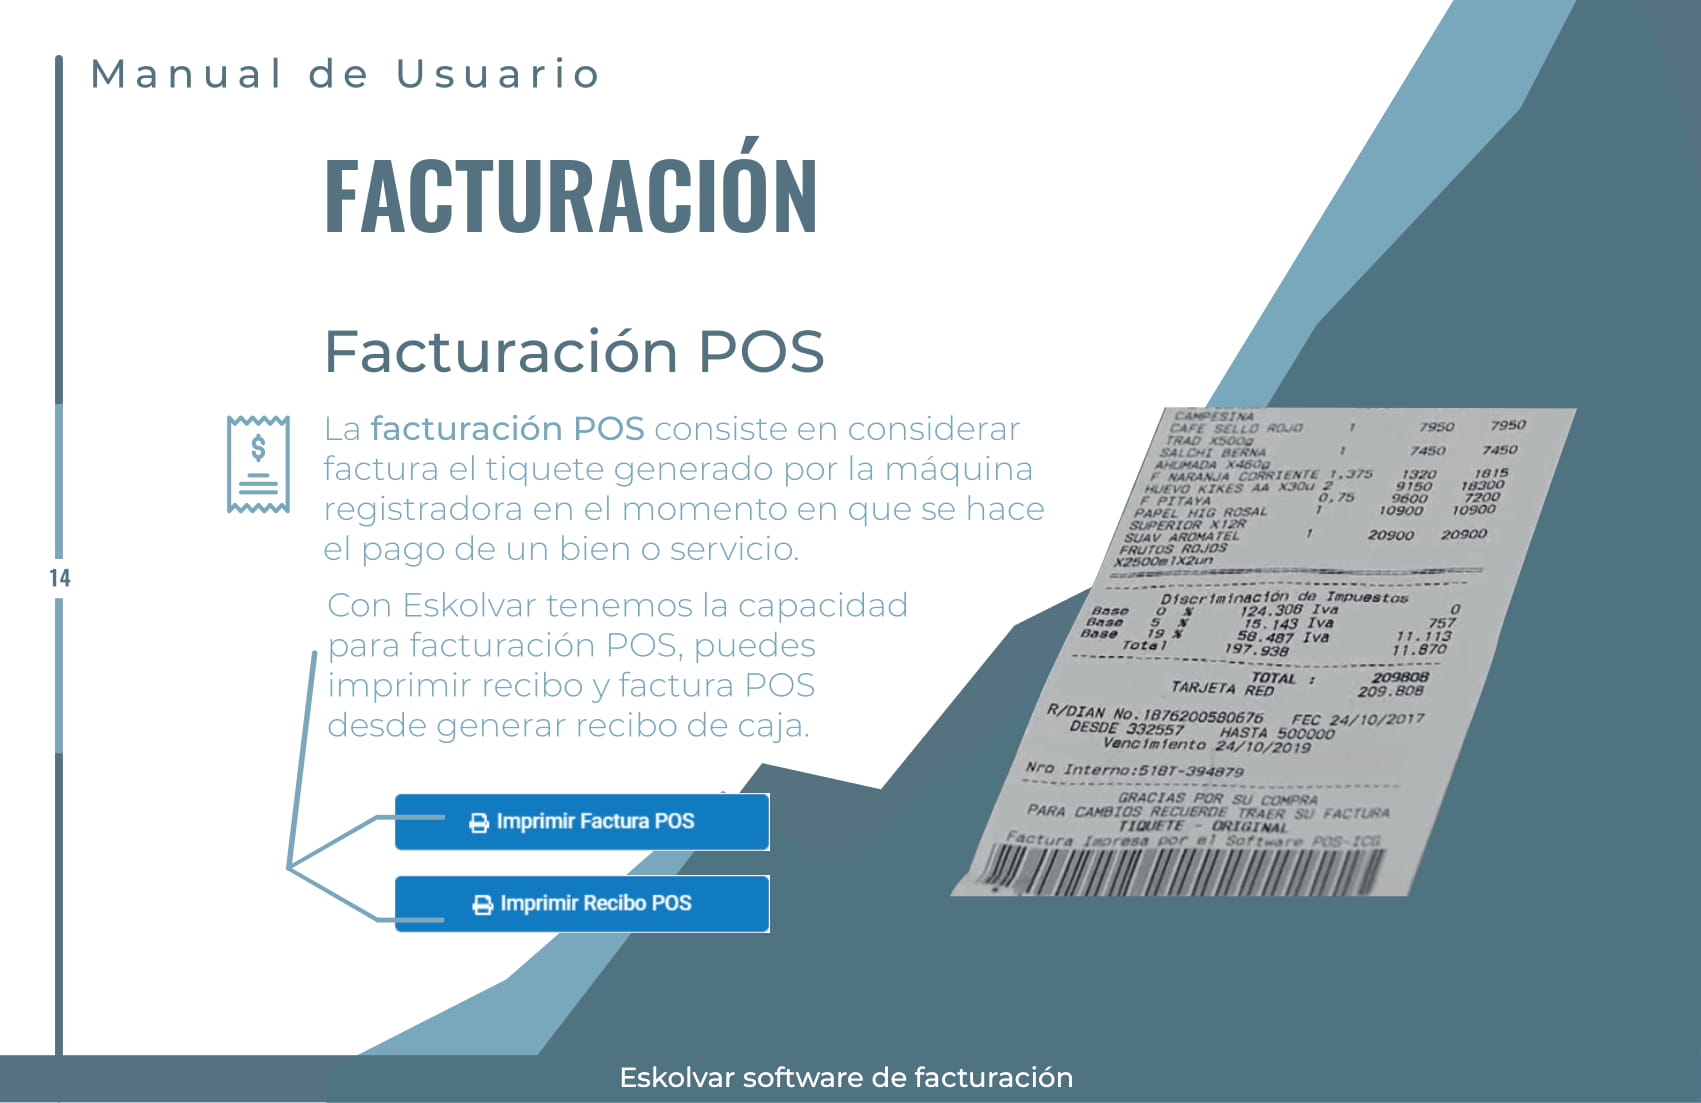 Manual de Usuario
FACTURACIÓN
Facturación POS
$
La facturación POS consiste en considerar
factura el tiquete generado por la máquina
registradora en el momento en que se hace
el pago de un bien o servicio.
14
Con Eskolvar tenemos la capacidad
para facturación POS, puedes
imprimir recibo y factura POS
desde generar recibo de caja.
Imprimir Factura POS
Imprimir Recibo POS
CAMPESINA
CAFE SELLO ROJO 1 7950 7950
TRAD X500g
SALCHI BERNA 1 7450 7450
AHUMADA X460g
F NARANJA CORRIENTE 1,375 1320 1815
HUEVO KIKES AA X30u 2 9150 18300
F PITAYA 0,75 9600 7200
PAPEL HIG ROSAL 1 10900 10900
SUPERIOR X12R
SUAV AROMATEL 1 20900 20900
FRUTOS ROJOS
X2500mlX2un
Discriminación de Impuestos
Base 0 % 124.308 Iva 0
Base 5 % 15.143 Iva 757
Base 19 % 58.487 Iva 11.113
Total 197.938 11.870
TOTAL : 209808
TARJETA RED 209.808
R/DIAN No.1876200580676 FEC 24/10/2017
DESDE 332557 HASTA 500000
Vencimiento 24/10/2019
Nro Interno:518T-394879
GRACIAS POR SU COMPRA
PARA CAMBIOS RECUERDE TRAER SU FACTURA
TIQUETE - ORIGINAL
Factura Impresa por el Software POS-ICG
Eskolvar software de facturación